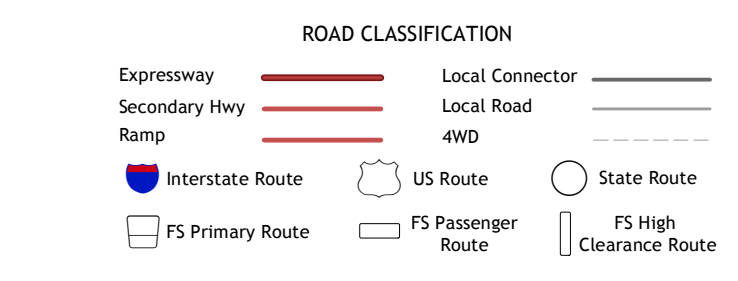 ROAD CLASSIFICATION
Expressway
Local Connector
Secondary Hwy
Local Road
Ramp
4WD
Interstate Route
US Route
State Route
FS Primary Route
FS Passenger
Route
FS High
Clearance Route